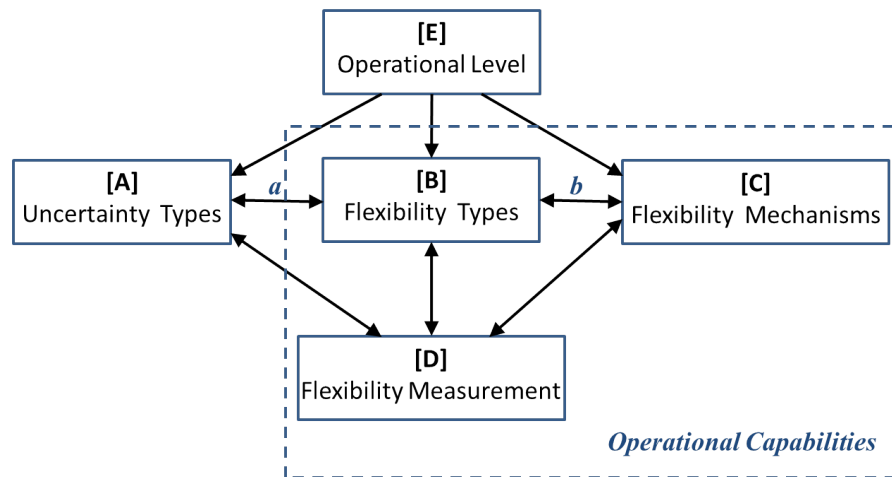 [E]
Operational Level
[A]
Uncertainty Types
a
[B]
Flexibility Types
b
[C]
Flexibility Mechanisms
[D]
Flexibility Measurement
Operational Capabilities